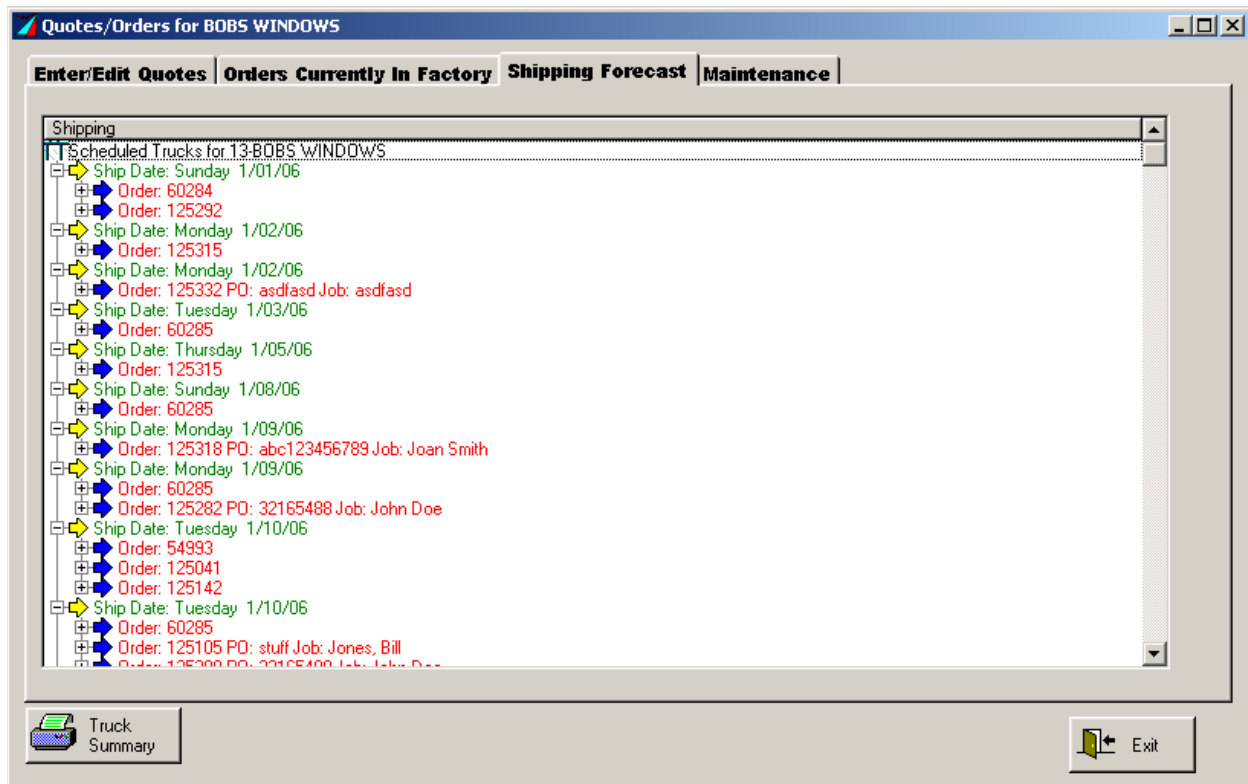 Quotes/Orders for BOBS WINDOWS
Enter/Edit Quotes Orders Currently In Factory Shipping Forecast Maintenance
Shipping
Scheduled Trucks for 13-BOBS WINDOWS
Ship Date: Sunday 1/01/06
Order: 60284
Order: 125292
Ship Date: Monday 1/02/06
Order: 125315
Ship Date: Monday 1/02/06
Order: 125332 PO: asdfasd Job: asdfasd
Ship Date: Tuesday 1/03/06
Order: 60285
Ship Date: Thursday 1/05/06
Order: 125315
Ship Date: Sunday 1/08/06
Order: 60285
Ship Date: Monday 1/09/06
Order: 125318 PO: abc123456789 Job: Joan Smith
Ship Date: Monday 1/09/06
Order: 60285
Order: 125282 PO: 32165488 Job: John Doe
Ship Date: Tuesday 1/10/06
Order: 54993
Order: 125041
Order: 125142
Ship Date: Tuesday 1/10/06
Order: 60285
Order: 125105 PO: stuff Job: Jones, Bill
Truck
Summary
Exit